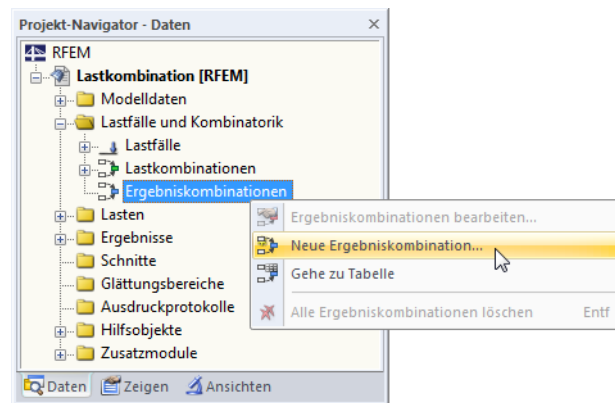 Projekt-Navigator - Daten
RFEM
Lastkombination [RFEM]
Modelldaten
Lastfälle und Kombinatorik
Lastfälle
Lastkombinationen
Ergebniskombinationen
Lasten
Ergebnisse
Schnitte
Glättungsbereiche
Ausdruckprotokolle
Hilfsobjekte
Zusatzmodule
Ergebniskombinationen bearbeiten...
Neue Ergebniskombination...
Gehe zu Tabelle
Alle Ergebniskombinationen löschen Entf
Daten Zeigen Ansichten